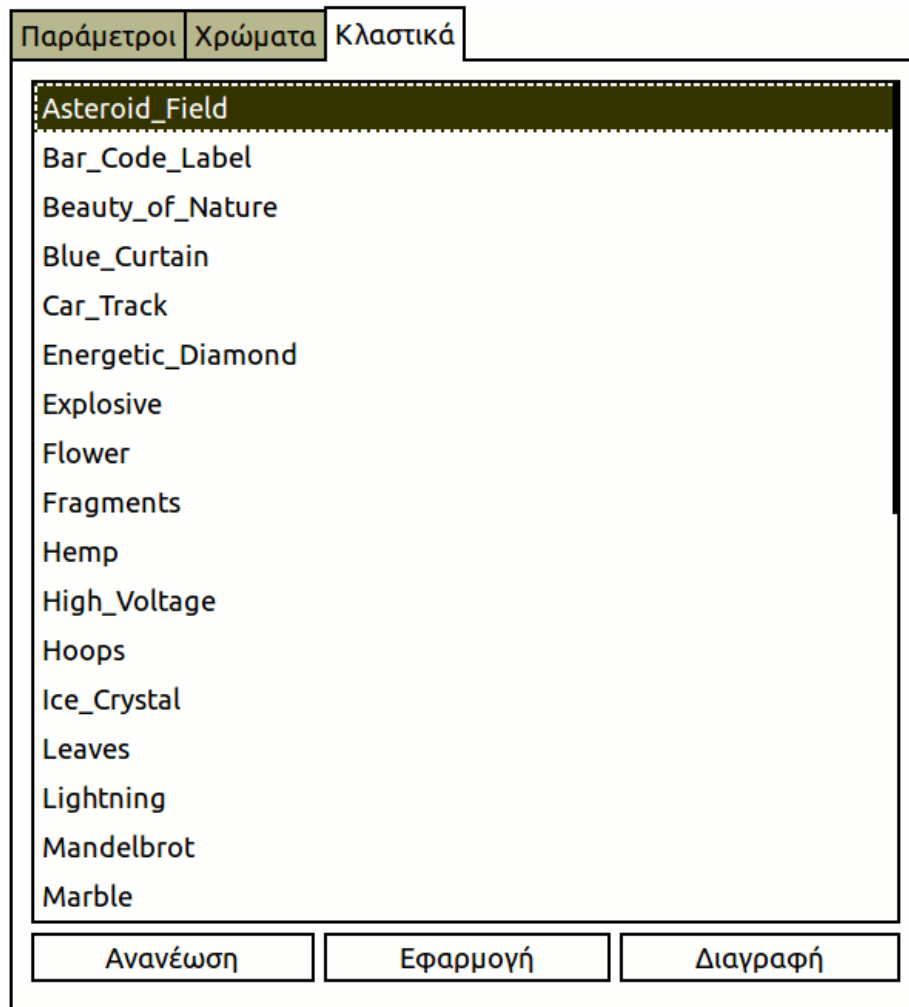 Παράμετροι Χρώματα Κλαστικά
Asteroid_Field
Bar_Code_Label
Beauty_of_Nature
Blue_Curtain
Car_Track
Energetic_Diamond
Explosive
Flower
Fragments
Hemp
High_Voltage
Hoops
Ice_Crystal
Leaves
Lightning
Mandelbrot
Marble
Ανανέωση Εφαρμογή Διαγραφή